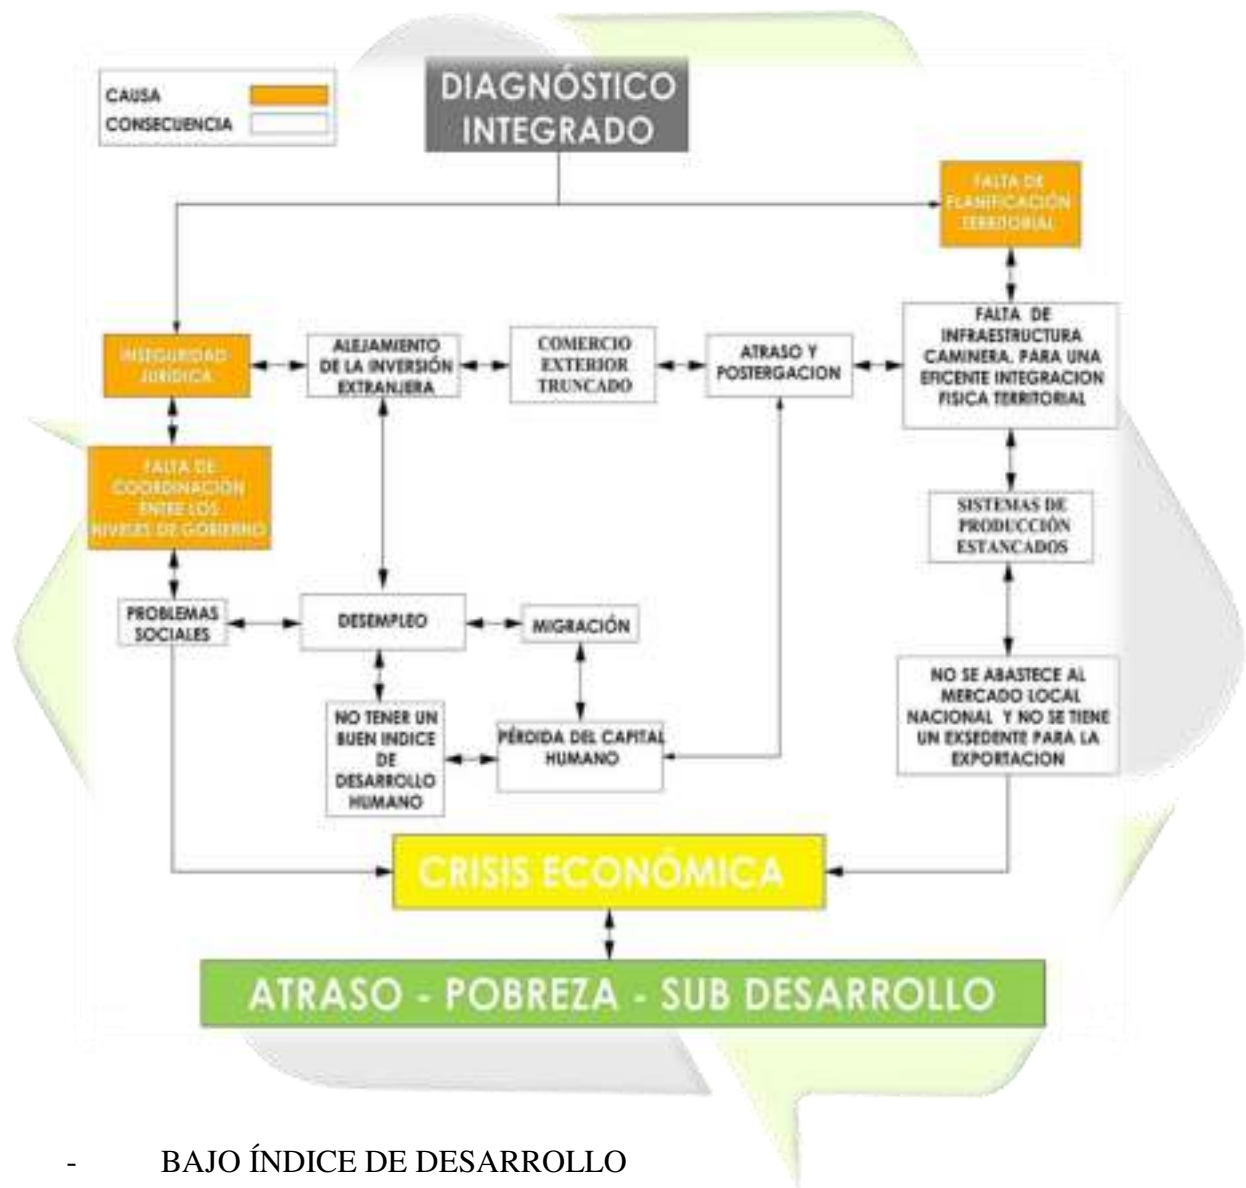 CAUSA
CONSECUENCIA
DIAGNÓSTICO
INTEGRADO
FALTA DE
PLANIFICACIÓN
TERRITORIAL
INSEGURIDAD
JURÍDICA
ALEJAMIENTO
DE LA INVERSIÓN
EXTRANJERA
COMERCIO
EXTERIOR
TRUNCADO
ATRASO Y
POSTERGACION
FALTA DE
INFRAESTRUCTURA
CAMINERA. PARA UNA
EFICENTE INTEGRACION
FISICA TERRITORIAL
FALTA DE
COORDINACIÓN
ENTRE LOS
NIVELES DE GOBIERNO
SISTEMAS DE
PRODUCCIÓN
ESTANCADOS
PROBLEMAS
SOCIALES
DESEMPLEO
MIGRACIÓN
NO TENER UN
BUEN INDICE
DE
DESARROLLO
HUMANO
PÉRDIDA DEL CAPITAL
HUMANO
NO SE ABASTECE AL
MERCADO LOCAL
NACIONAL Y NO SE TIENE
UN EXSEDENTE PARA LA
EXPORTACION
CRISIS ECONÓMICA
ATRASO - POBREZA - SUB DESARROLLO
- BAJO ÍNDICE DE DESARROLLO